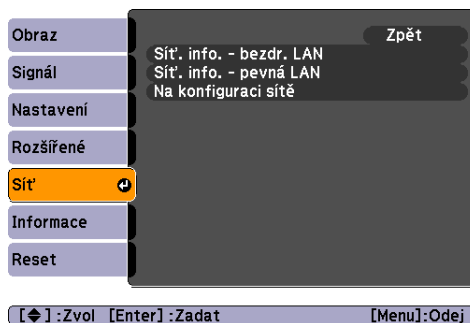 Obraz
Signál
Nastavení
Rozšířené
Síť
Informace
Reset
Zpět
Síť. info. - bezdr. LAN
Síť. info. - pevná LAN
Na konfiguraci sítě
[◆] :Zvol [Enter] :Zadat [Menu]:Odej